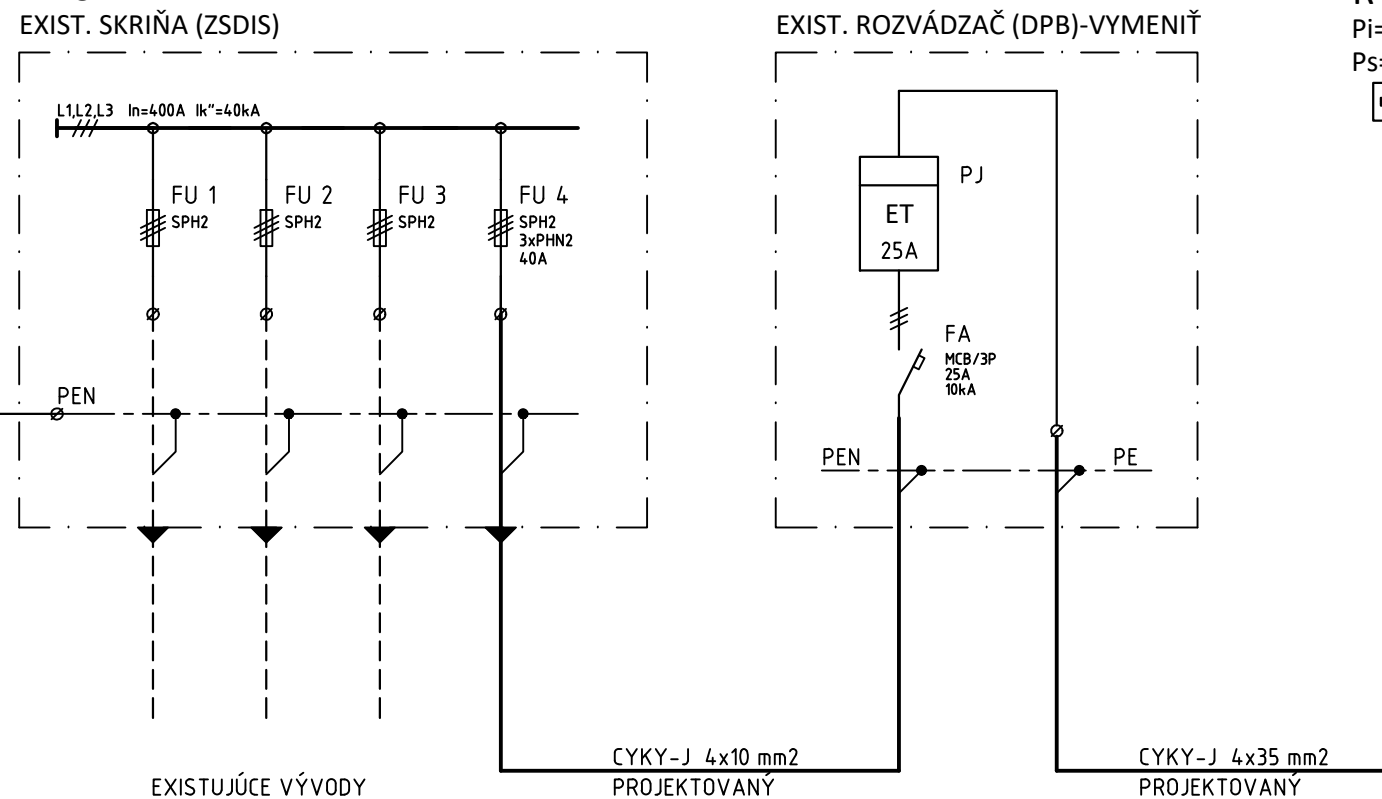 EXIST. SKRIŇA (ZSDIS)
L1,L2,L3 In=400A Ik"=40kA
FU 1
SPH2
FU 2
SPH2
FU 3
SPH2
FU 4
SPH2
3xPHN2
40A
PEN
EXISTUJÚCE VÝVODY
CYKY-J 4x10 mm2
PROJEKTOVANÝ
EXIST. ROZVÁDZAČ (DPB)-VYMENIŤ
PJ
ET
25A
FA
MCB/3P
25A
10kA
PEN
PE
CYKY-J 4x35 mm2
PROJEKTOVANÝ
Pi=
Ps=